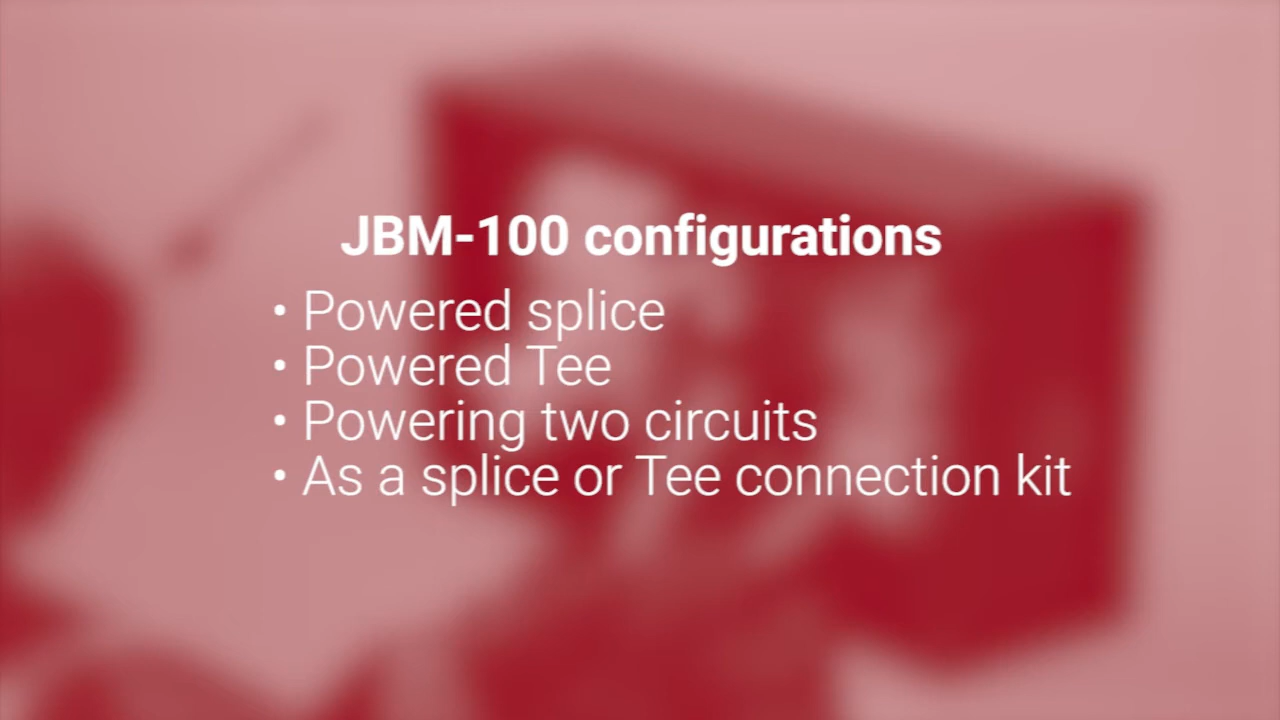 JBM-100 configurations
• Powered splice
• Powered Tee
• Powering two circuits
• As a splice or Tee connection kit